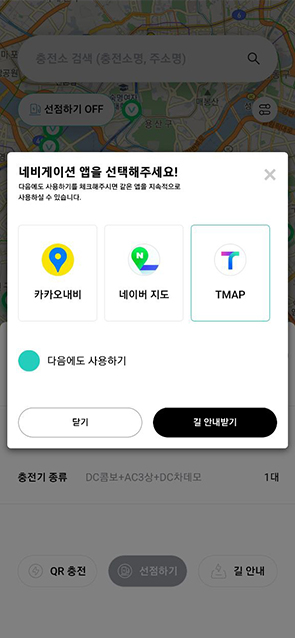 충전소 검색 (충전소명, 주소명)
선점하기 OFF
용산구
네비게이션 앱을 선택해주세요!
다음에도 사용하기를 체크해주시면 같은 앱을 지속적으로
사용하실 수 있습니다.
카카오내비
네이버 지도
TMAP
다음에도 사용하기
닫기
길 안내받기
충전기 종류 DC콤보+AC3상+DC차데모 1대
QR 충전
선점하기
길 안내